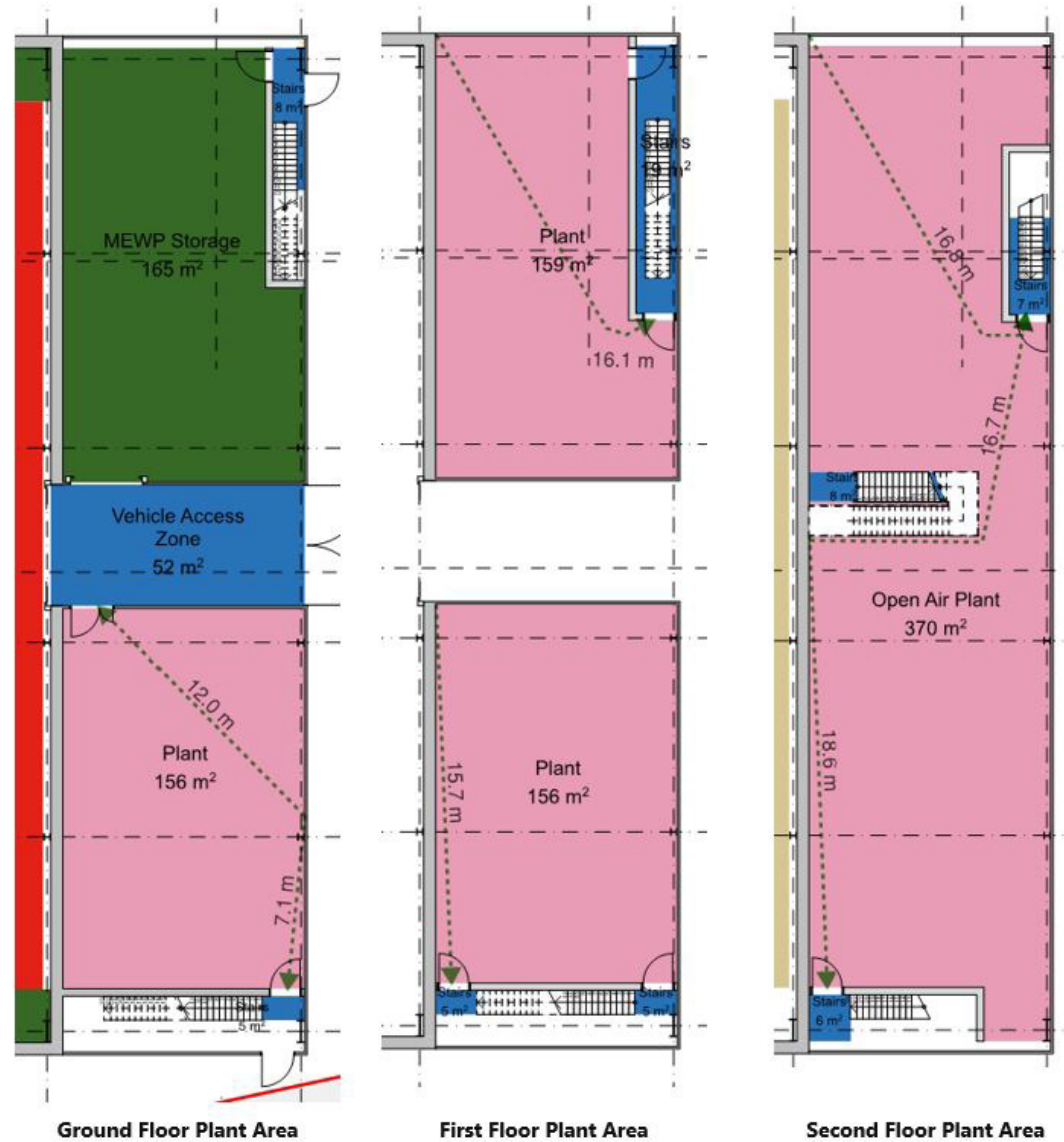 Stairs
8 m²
MEWP Storage
165 m²
Vehicle Access
Zone
52 m²
12.0 m
Plant
156 m²
7.1 m
Stairs
5 m²
Ground Floor Plant Area
Stairs
19 m²
Plant
159 m²
16.1 m
Plant
156 m²
15.7 m
Stairs
5 m²
Stairs
5 m²
First Floor Plant Area
16.8 m
Stairs
7 m²
16.7 m
Stairs
8 m²
Open Air Plant
370 m²
18.6 m
Stairs
6 m²
Second Floor Plant Area